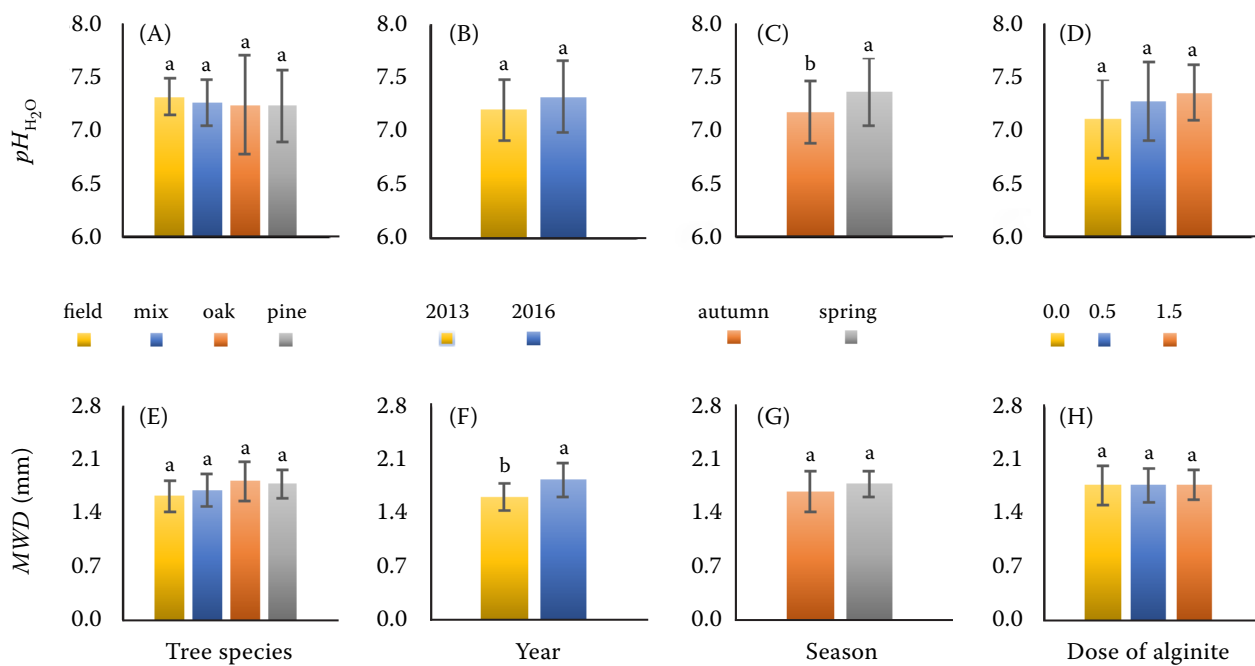 (A) (B) (C) (D)
8.0 8.0 8.0 8.0
a a a a a a b a a a a
7.5 7.5 7.5 7.5
7.0 7.0 7.0 7.0
6.5 6.5 6.5 6.5
6.0 6.0 6.0 6.0
pH_H₂O
field mix oak pine 2013 2016 autumn spring 0.0 0.5 1.5
(E) (F) (G) (H)
2.8 2.8 2.8 2.8
a a a a b a a a a a a
2.1 2.1 2.1 2.1
1.4 1.4 1.4 1.4
0.7 0.7 0.7 0.7
0.0 0.0 0.0 0.0
MWD (mm)
Tree species Year Season Dose of alginite